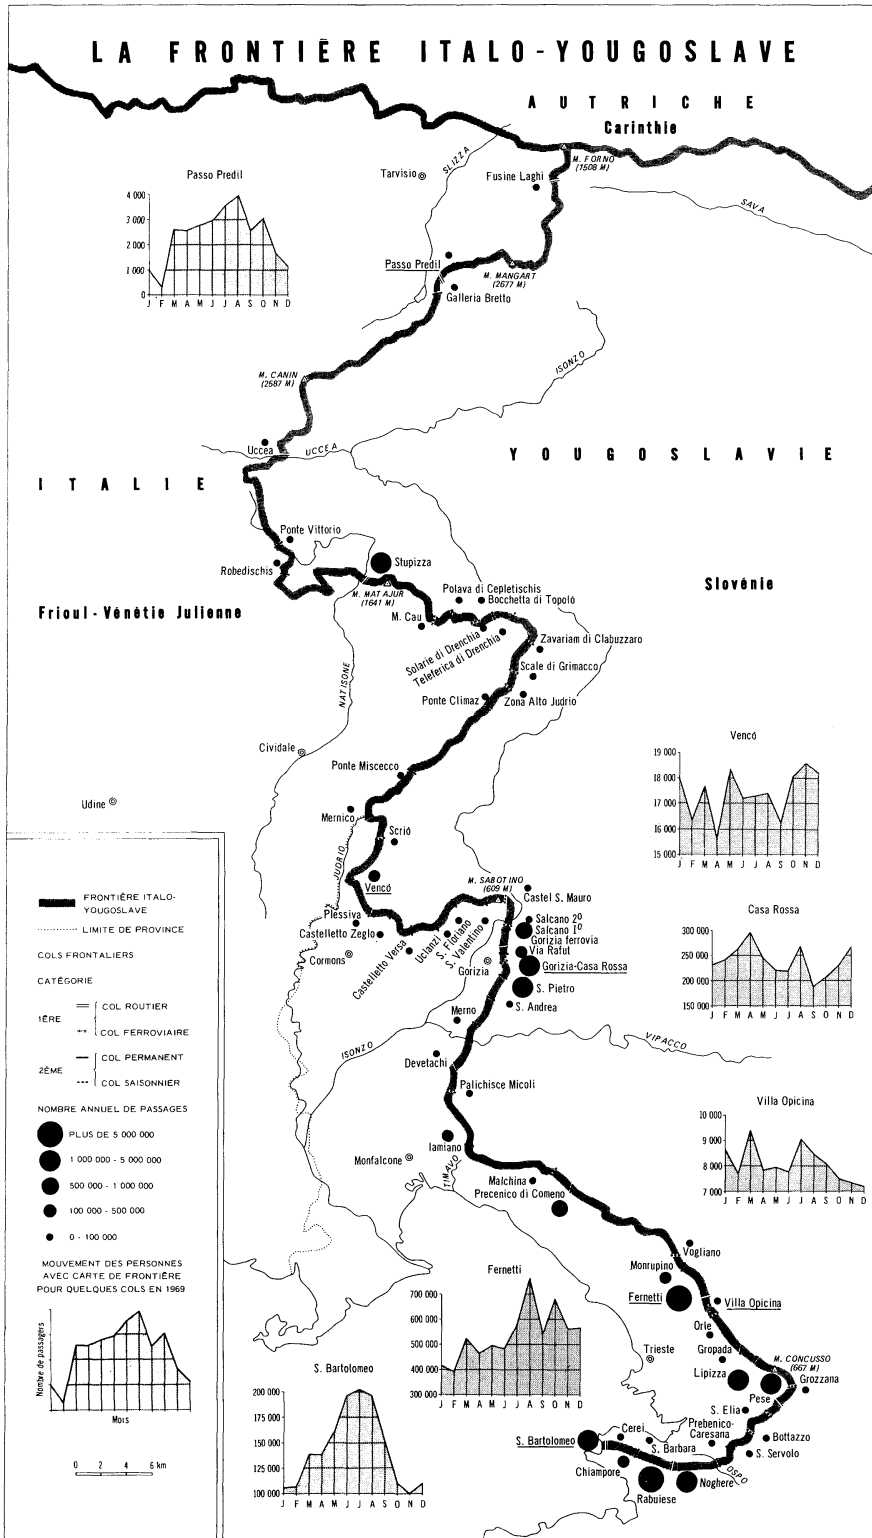 LA FRONTIÈRE ITALO-YOUGOSLAVE
AUTRICHE
Carinthie
M. FORNO
(1508 M)
SLIZZA
Tarvisio
Fusine Laghi
SAVA
Passo Predil
4 000
3 000
2 000
1 000
0
J F M A M J J A S O N D
Passo Predil
M. MANGART
(2677 M)
Galleria Bretto
M. CANIN
(2587 M)
ISONZO
Uccea
UCCEA
YOUGOSLAVIE
ITALIE
Ponte Vittorio
Robedischis
Stupizza
M. MATAJUR
(1641 M)
Slovénie
Frioul-Vénétie Julienne
Polava di Cepletischis
Bocchetta di Topoló
M. Cau
Solarie di Drenchia
Teleferica di Drenchia
Zavariam di Clabuzzaro
Scale di Grimacco
Ponte Climaz
Zona Alto Judrio
NATISONE
Cividale
Ponte Miscecco
Udine
Mernico
Scrió
JUDRIO
Vencó
Vencó
19 000
18 000
17 000
16 000
15 000
J F M A M J J A S O N D
M. SABOTINO
(609 M)
Castel S. Mauro
Plessiva
Castelletto Zeglo
Cormons
Castelletto Versa
Uclanzi
S. Floriano
S. Valentino
Gorizia
Salcano 2º
Salcano 1º
Gorizia ferrovia
Via Rafut
Gorizia-Casa Rossa
S. Pietro
S. Andrea
Casa Rossa
300 000
250 000
200 000
150 000
J F M A M J J A S O N D
Merno
ISONZO
VIPACCO
Devetachi
Palichisce Micoli
Iamiano
Monfalcone
TIMAVO
Malchina
Precenico di Comeno
Villa Opicina
10 000
9 000
8 000
7 000
J F M A M J J A S O N D
Vogliano
Monrupino
Fernetti
Villa Opicina
Orle
Gropada
Trieste
M. CONCUSSO
(667 M)
Lipizza
Pese
Grozzana
S. Elia
Prebenico-
Caresana
Bottazzo
S. Servolo
OSPO
Cerei
S. Barbara
S. Bartolomeo
Chiampore
Rabuiese
Noghere
Fernetti
700 000
600 000
500 000
400 000
300 000
J F M A M J J A S O N D
S. Bartolomeo
200 000
175 000
150 000
125 000
100 000
J F M A M J J A S O N D
FRONTIÈRE ITALO-
YOUGOSLAVE
LIMITE DE PROVINCE
COLS FRONTALIERS
CATÉGORIE
1ÈRE
COL ROUTIER
COL FERROVIAIRE
2ÈME
COL PERMANENT
COL SAISONNIER
NOMBRE ANNUEL DE PASSAGES
PLUS DE 5 000 000
1 000 000 - 5 000 000
500 000 - 1 000 000
100 000 - 500 000
0 - 100 000
MOUVEMENT DES PERSONNES
AVEC CARTE DE FRONTIÈRE
POUR QUELQUES COLS EN 1969
Nombre de passagers
Mois
0 2 4 6 km